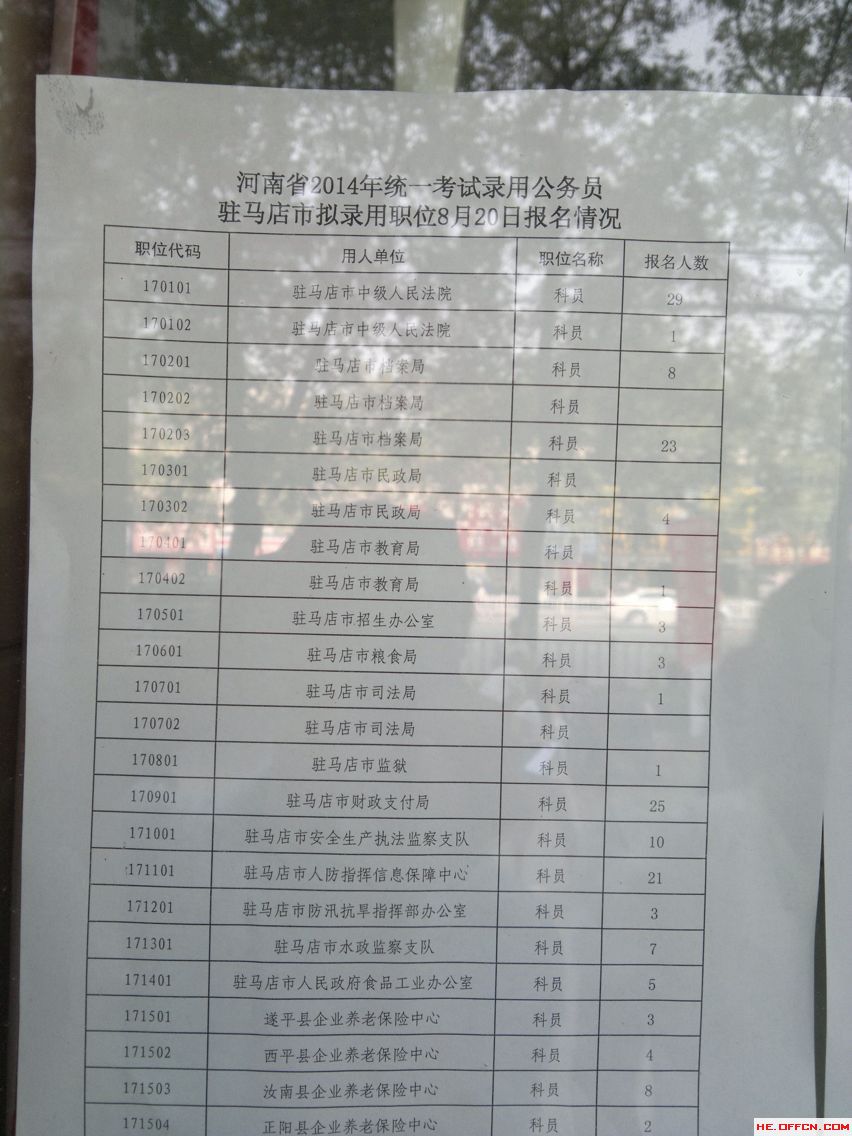 河南省2014年统一考试录用公务员
驻马店市拟录用职位8月20日报名情况
职位代码 用人单位 职位名称 报名人数
170101 驻马店市中级人民法院 科员 29
170102 驻马店市中级人民法院 科员 1
170201 驻马店市档案局 科员 8
170202 驻马店市档案局 科员
170203 驻马店市档案局 科员 23
170301 驻马店市民政局 科员
170302 驻马店市民政局 科员 4
170401 驻马店市教育局 科员
170402 驻马店市教育局 科员 1
170501 驻马店市招生办公室 科员 3
170601 驻马店市粮食局 科员 3
170701 驻马店市司法局 科员 1
170702 驻马店市司法局 科员
170801 驻马店市监狱 科员 1
170901 驻马店市财政支付局 科员 25
171001 驻马店市安全生产执法监察支队 科员 10
171101 驻马店市人防指挥信息保障中心 科员 21
171201 驻马店市防汛抗旱指挥部办公室 科员 3
171301 驻马店市水政监察支队 科员 7
171401 驻马店市人民政府食品工业办公室 科员 5
171501 遂平县企业养老保险中心 科员 3
171502 西平县企业养老保险中心 科员 4
171503 汝南县企业养老保险中心 科员 8
171504 正阳县企业养老保险中心 科员 2
HE.OFFCN.COM